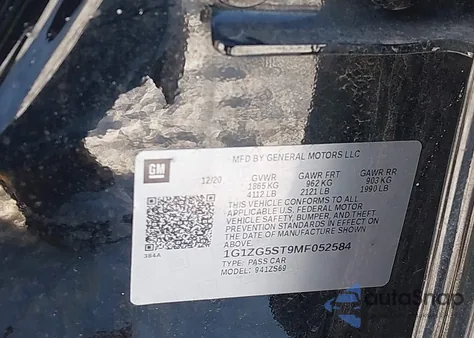 MFD BY GENERAL MOTORS LLC
GM
12/20 GVWR GAWR FRT GAWR RR
1865 KG 962 KG 903 KG
4112 LB 2121 LB 1990 LB
THIS VEHICLE CONFORMS TO ALL
APPLICABLE U.S. FEDERAL MOTOR
VEHICLE SAFETY, BUMPER, AND THEFT
PREVENTION STANDARDS IN EFFECT ON
THE DATE OF MANUFACTURE SHOWN
ABOVE.
384A
1G1ZG5ST9MF052584
TYPE: PASS CAR
MODEL: 941ZS69
autoSnap